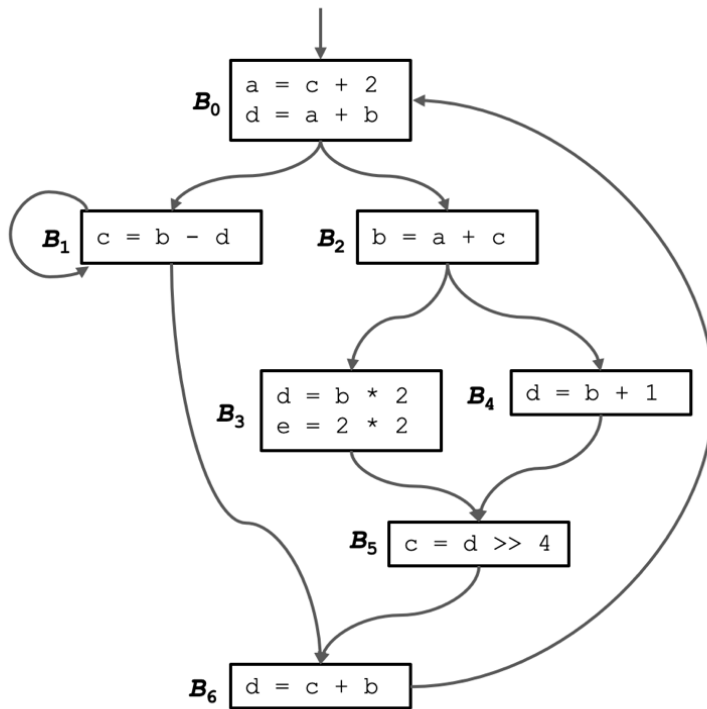 B0
a = c + 2
d = a + b
B1
c = b - d
B2
b = a + c
B3
d = b * 2
e = 2 * 2
B4
d = b + 1
B5
c = d >> 4
B6
d = c + b